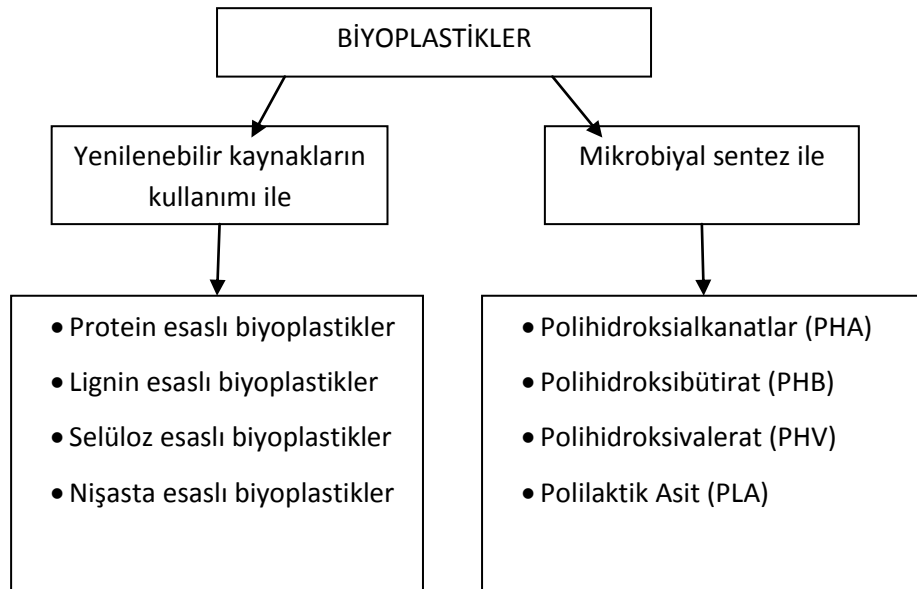 BİYOPLASTİKLER
Yenilenebilir kaynakların
kullanımı ile
Mikrobiyal sentez ile
• Protein esaslı biyoplastikler
• Lignin esaslı biyoplastikler
• Selüloz esaslı biyoplastikler
• Nişasta esaslı biyoplastikler
• Polihidroksialkanatlar (PHA)
• Polihidroksibütirat (PHB)
• Polihidroksivalerat (PHV)
• Polilaktik Asit (PLA)